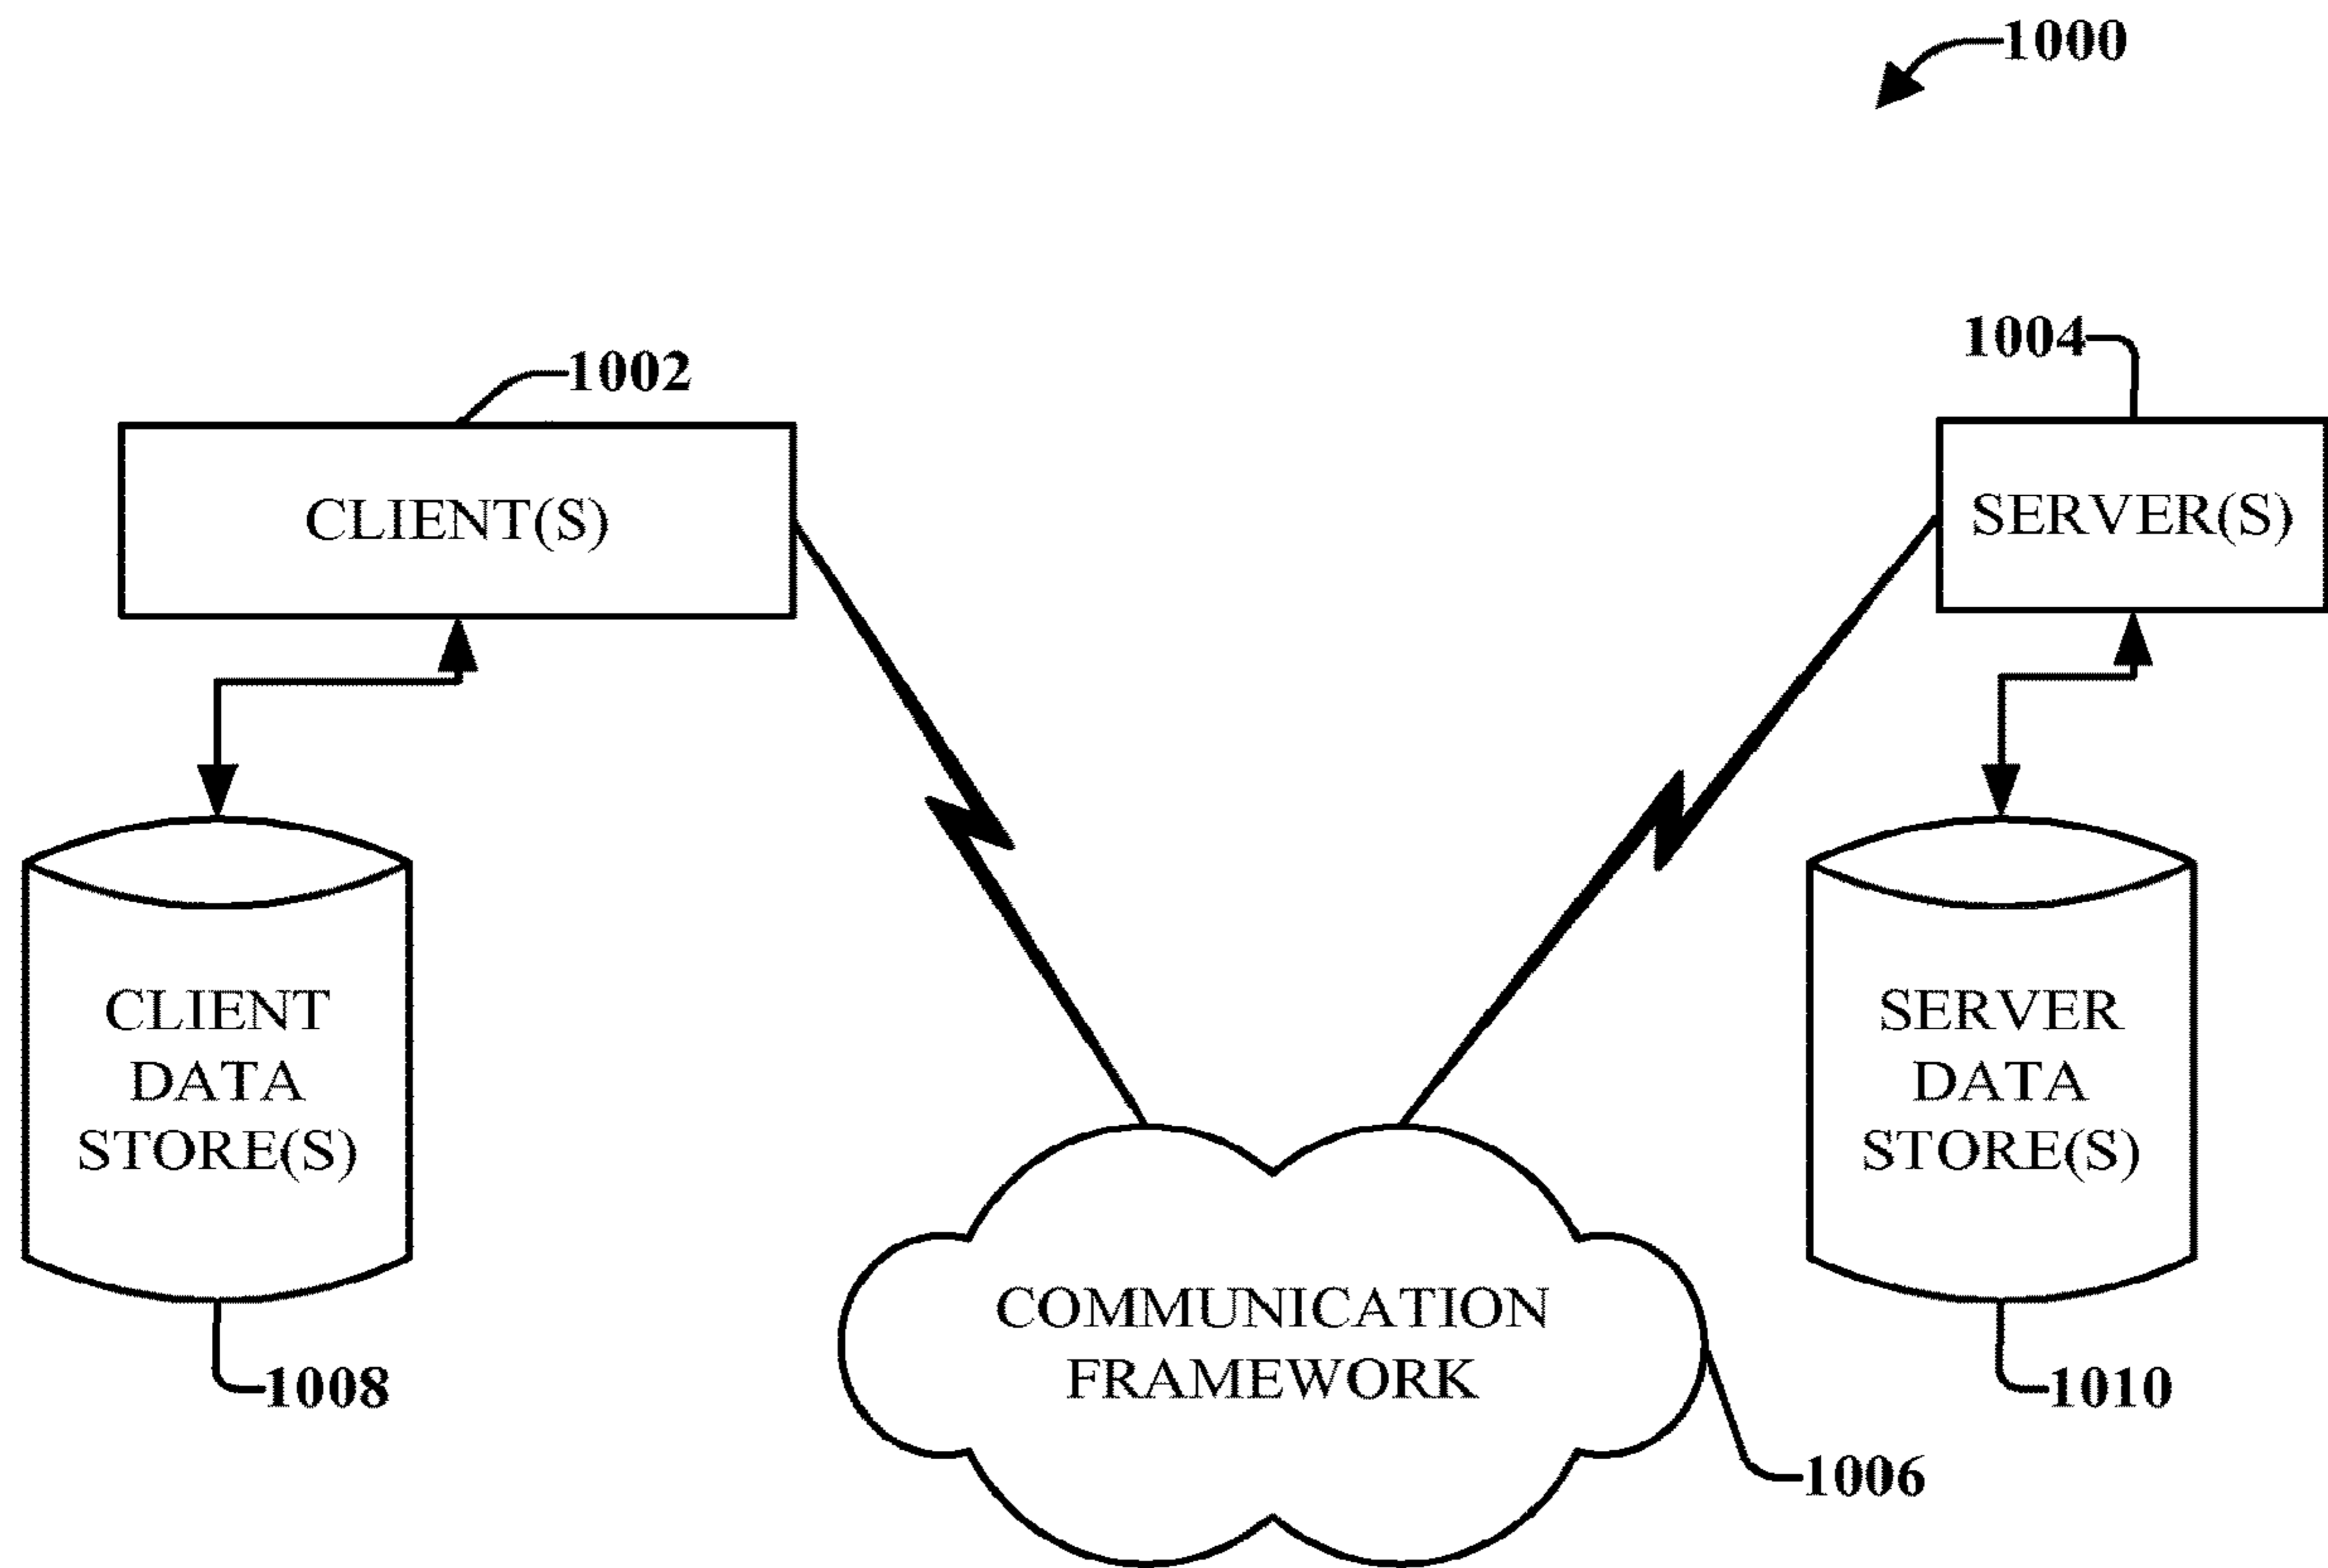 1000
1002
1004
CLIENT(S)
SERVER(S)
CLIENT
DATA
STORE(S)
SERVER
DATA
STORE(S)
COMMUNICATION
FRAMEWORK
1008
1010
1006